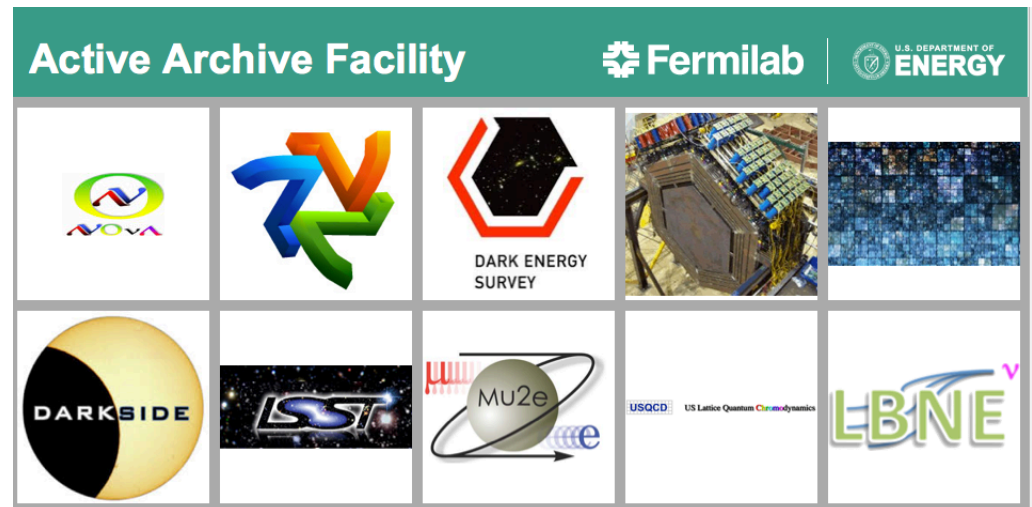 Active Archive Facility
Fermilab
U.S. DEPARTMENT OF
ENERGY
NOvA
DARK ENERGY
SURVEY
DARKSIDE
LSST
μ
Mu2e
e
USQCD
US Lattice Quantum Chromodynamics
LBNE
ν